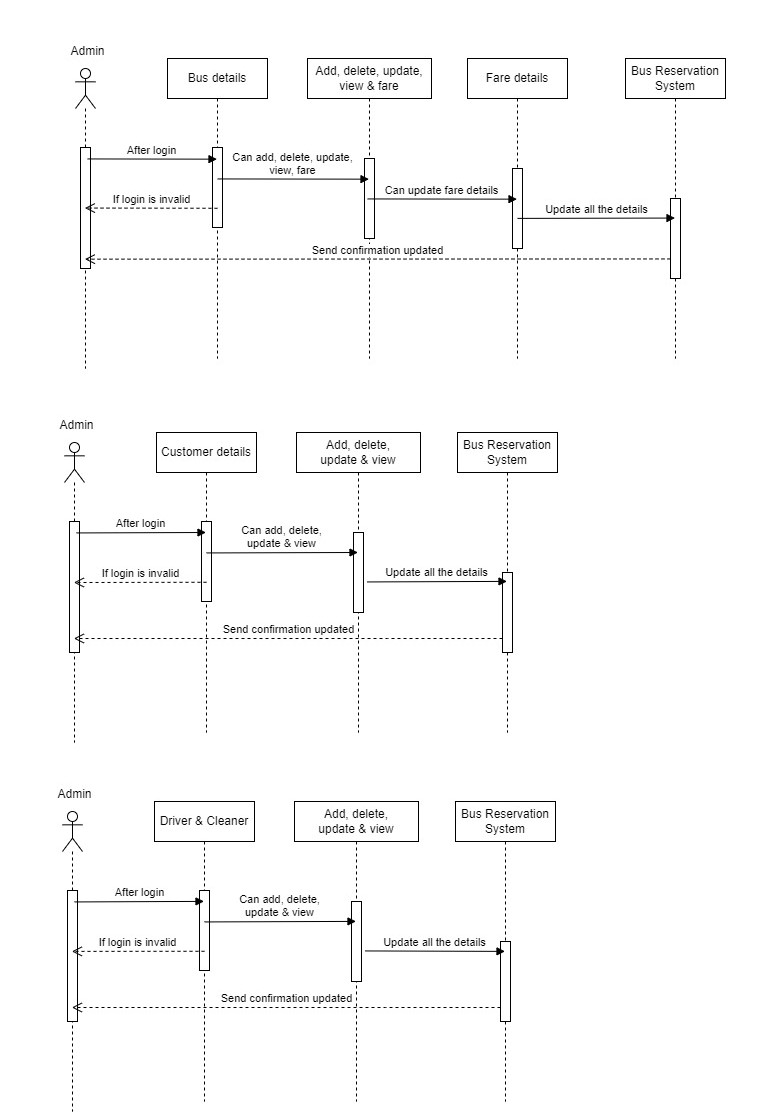 Admin
Bus details
Add, delete, update,
view & fare
Fare details
Bus Reservation
System
After login
Can add, delete, update,
view, fare
Can update fare details
If login is invalid
Update all the details
Send confirmation updated
Admin
Customer details
Add, delete,
update & view
Bus Reservation
System
After login
Can add, delete,
update & view
If login is invalid
Update all the details
Send confirmation updated
Admin
Driver & Cleaner
Add, delete,
update & view
Bus Reservation
System
After login
Can add, delete,
update & view
If login is invalid
Update all the details
Send confirmation updated